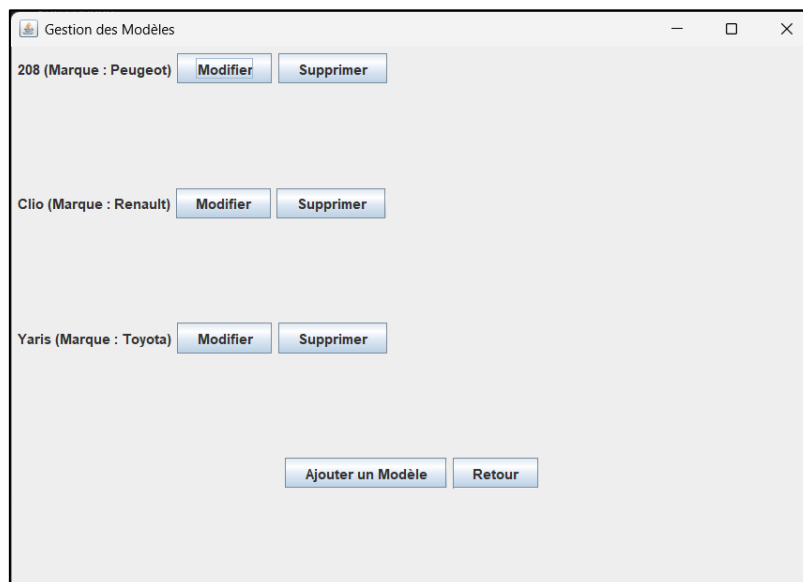 Gestion des Modèles
208 (Marque : Peugeot) Modifier Supprimer
Clio (Marque : Renault) Modifier Supprimer
Yaris (Marque : Toyota) Modifier Supprimer
Ajouter un Modèle Retour